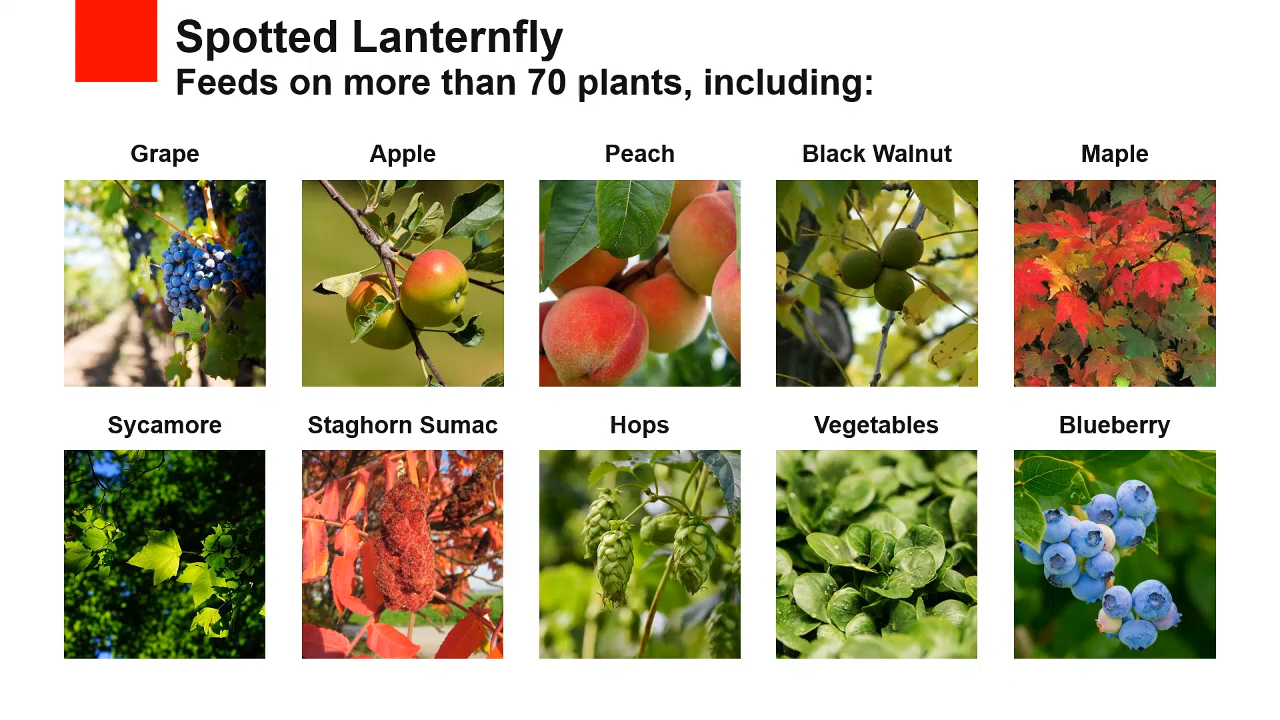 Spotted Lanternfly
Feeds on more than 70 plants, including:
Grape
Apple
Peach
Black Walnut
Maple
Sycamore
Staghorn Sumac
Hops
Vegetables
Blueberry